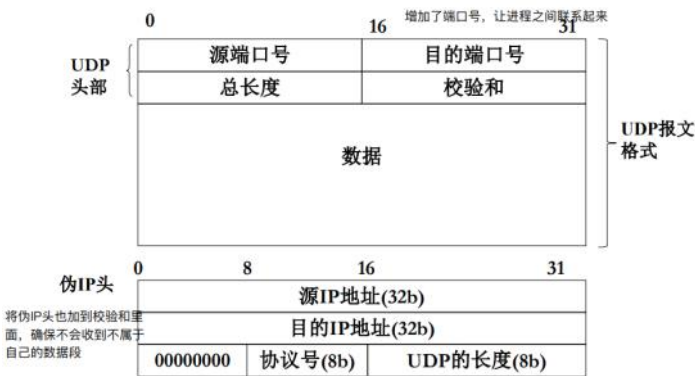 增加了端口号，让进程之间联系起来
0 16 31
UDP
头部
源端口号 目的端口号
总长度 校验和
数据
UDP报文
格式
0 8 16 31
伪IP头
源IP地址(32b)
将伪IP头也加到校验和里
面，确保不会收到不属于
自己的数据段
目的IP地址(32b)
00000000 协议号(8b) UDP的长度(8b)